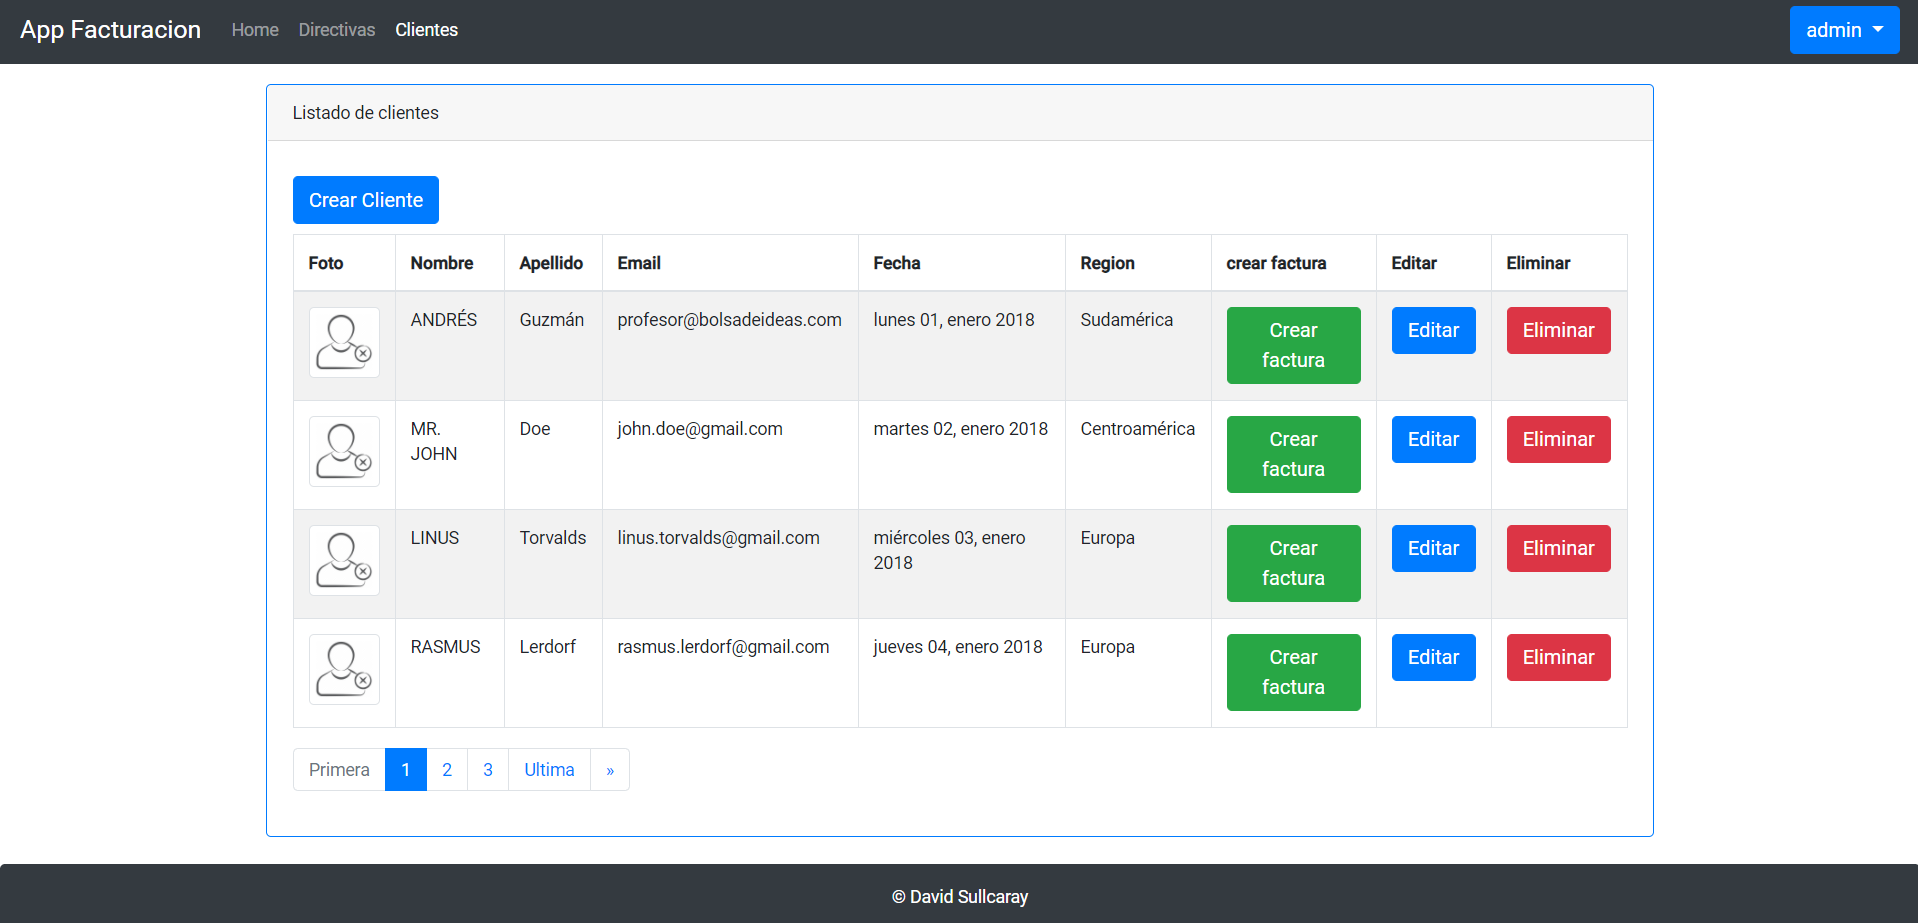 App Facturacion Home Directivas Clientes admin
Listado de clientes
Crear Cliente
Foto Nombre Apellido Email Fecha Region crear factura Editar Eliminar
ANDRÉS Guzmán profesor@bolsadeideas.com lunes 01, enero 2018 Sudamérica Crear factura Editar Eliminar
MR. JOHN Doe john.doe@gmail.com martes 02, enero 2018 Centroamérica Crear factura Editar Eliminar
LINUS Torvalds linus.torvalds@gmail.com miércoles 03, enero 2018 Europa Crear factura Editar Eliminar
RASMUS Lerdorf rasmus.lerdorf@gmail.com jueves 04, enero 2018 Europa Crear factura Editar Eliminar
Primera 1 2 3 Ultima »
© David Sullcaray